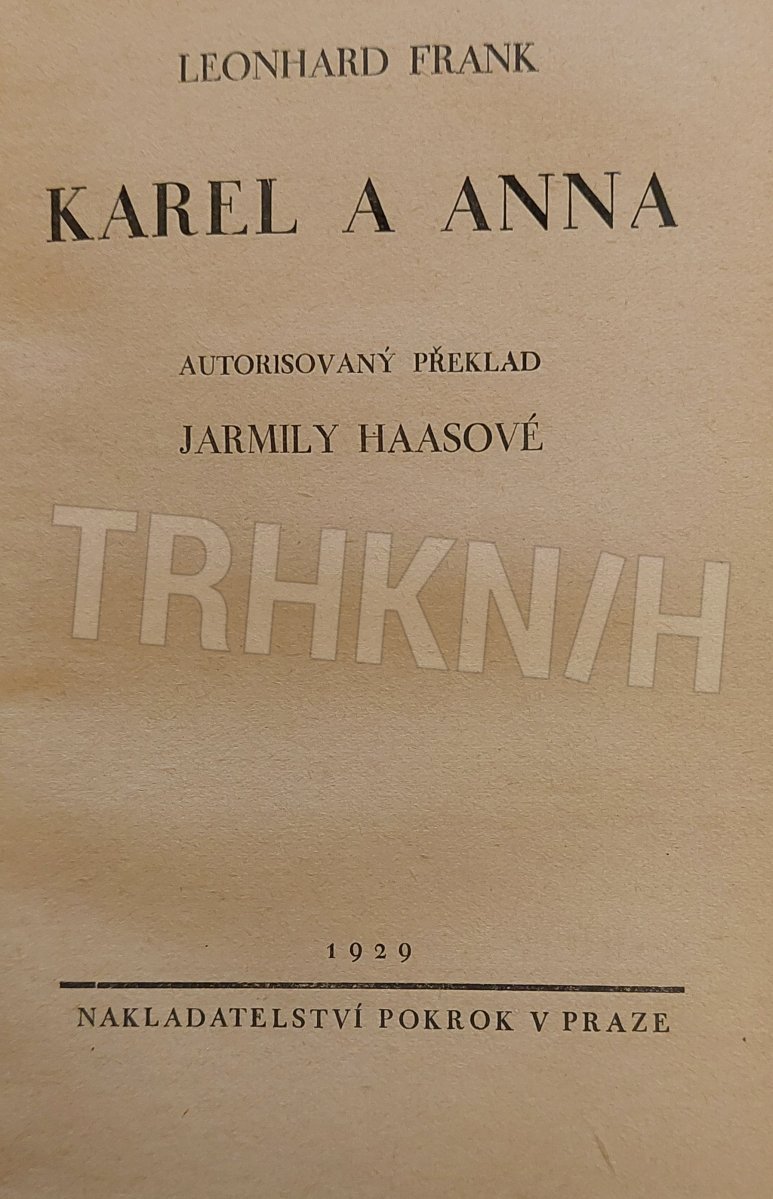 LEONHARD FRANK
KAREL A ANNA
AUTORISOVANÝ PŘEKLAD
JARMILY HAASOVÉ
TRHKNIH
1929
NAKLADATELSTVÍ POKROK V PRAZE